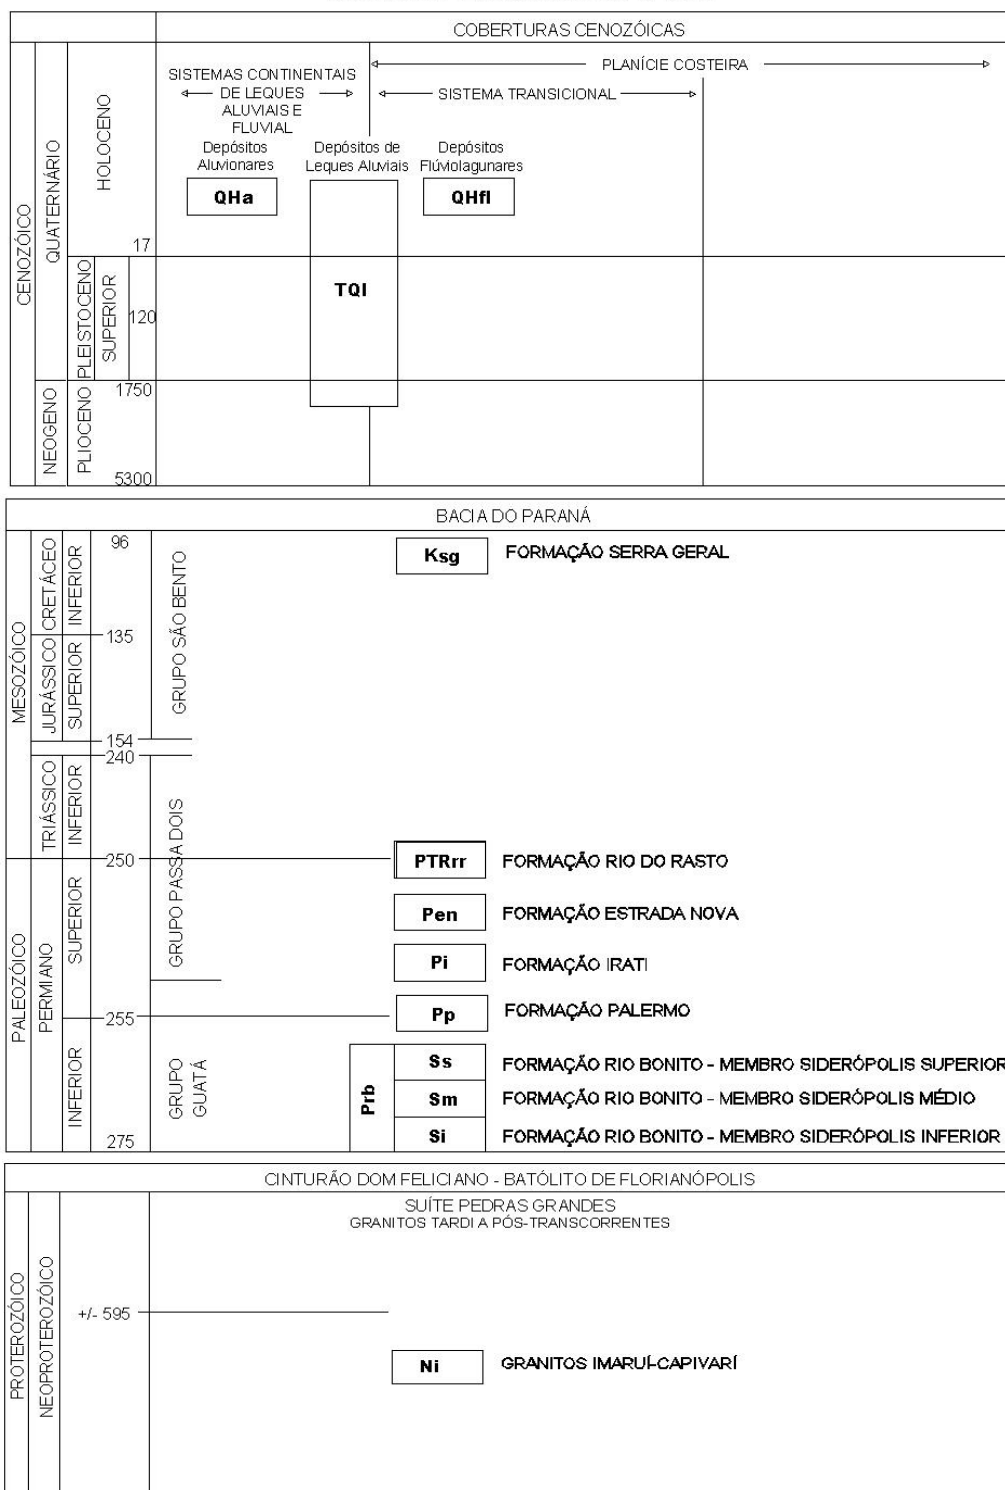 COBERTURAS CENOZÓICAS
PLANÍCIE COSTEIRA
SISTEMAS CONTINENTAIS
DE LEQUES
ALUVIAIS E
FLUVIAL
SISTEMA TRANSICIONAL
Depósitos
Aluvionares
Depósitos de
Leques Aluviais
Depósitos
Flúviolagunares
CENOZÓICO
QUATERNÁRIO
HOLOCENO
QHa
QHfl
17
PLEISTOCENO
SUPERIOR
120
TQl
1750
NEOGENO
PLIOCENO
5300
BACIA DO PARANÁ
MESOZÓICO
CRETÁCEO
INFERIOR
96
GRUPO SÃO BENTO
Ksg
FORMAÇÃO SERRA GERAL
135
JURÁSSICO
SUPERIOR
154
240
TRIÁSSICO
INFERIOR
GRUPO PASSA DOIS
250
PTRrr
FORMAÇÃO RIO DO RASTO
PALEOZÓICO
PERMIANO
SUPERIOR
Pen
FORMAÇÃO ESTRADA NOVA
Pi
FORMAÇÃO IRATI
255
Pp
FORMAÇÃO PALERMO
INFERIOR
GRUPO
GUATÁ
Prb
Ss
FORMAÇÃO RIO BONITO - MEMBRO SIDERÓPOLIS SUPERIOR
Sm
FORMAÇÃO RIO BONITO - MEMBRO SIDERÓPOLIS MÉDIO
Si
FORMAÇÃO RIO BONITO - MEMBRO SIDERÓPOLIS INFERIOR
275
CINTURÃO DOM FELICIANO - BATÓLITO DE FLORIANÓPOLIS
SUÍTE PEDRAS GRANDES
GRANITOS TARDI A PÓS-TRANSCORRENTES
PROTEROZÓICO
NEOPROTEROZÓICO
+/- 595
Ni
GRANITOS IMARUÍ-CAPIVARÍ